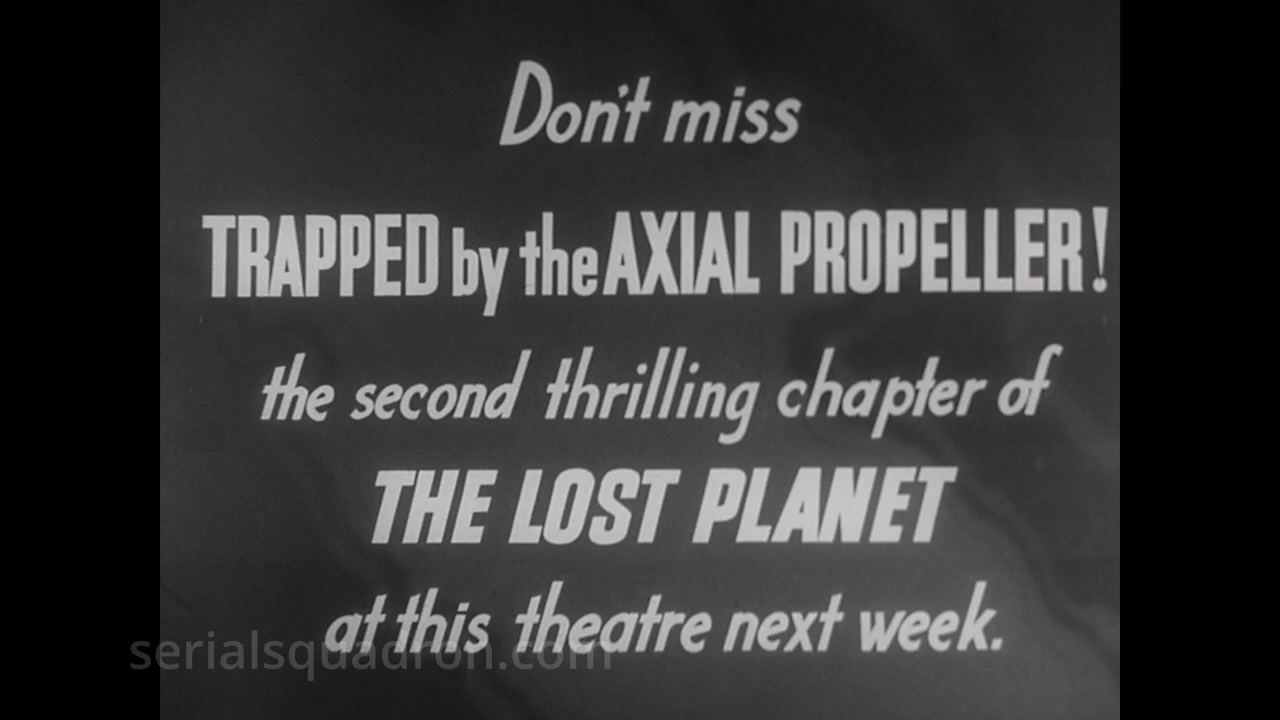 Don't miss
TRAPPED by the AXIAL PROPELLER!
the second thrilling chapter of
THE LOST PLANET
at this theatre next week.
serialsquadron.com